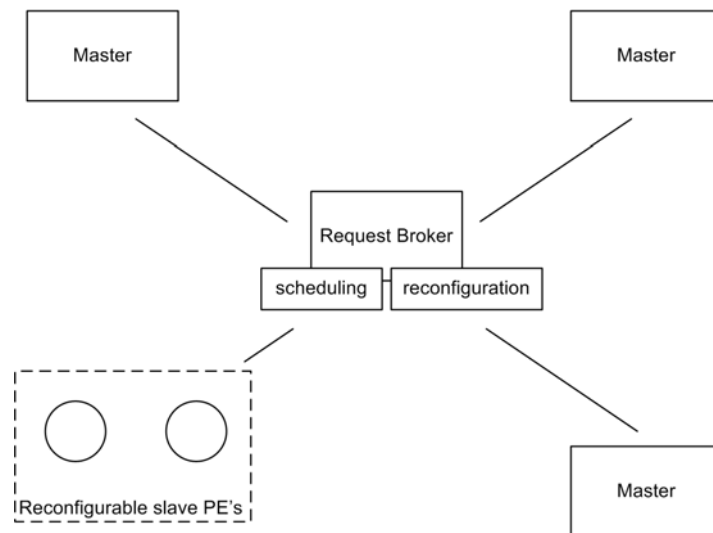 Master
Master
Request Broker
scheduling
reconfiguration
Reconfigurable slave PE's
Master